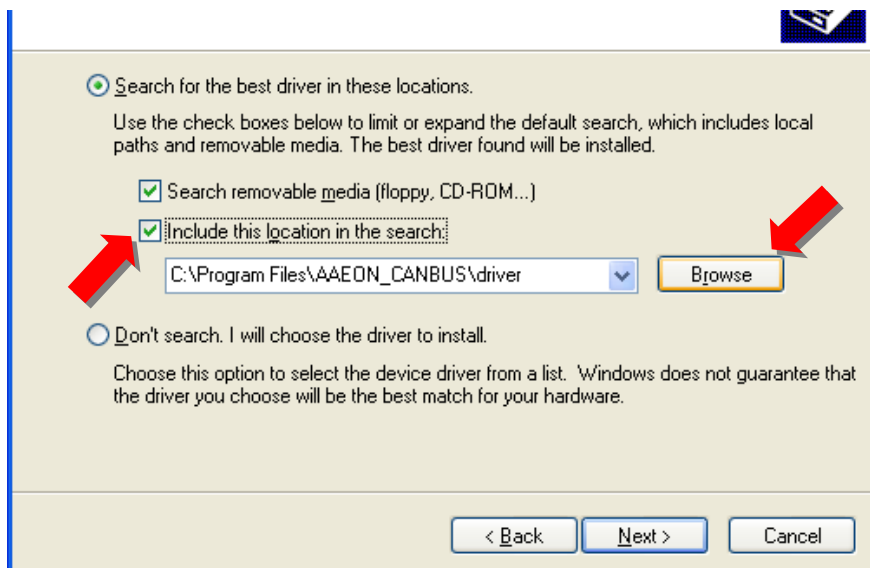 Search for the best driver in these locations.
Use the check boxes below to limit or expand the default search, which includes local
paths and removable media. The best driver found will be installed.
Search removable media (floppy, CD-ROM...)
Include this location in the search:
C:\Program Files\AAEON_CANBUS\driver
Browse
Don't search. I will choose the driver to install.
Choose this option to select the device driver from a list. Windows does not guarantee that
the driver you choose will be the best match for your hardware.
< Back Next > Cancel